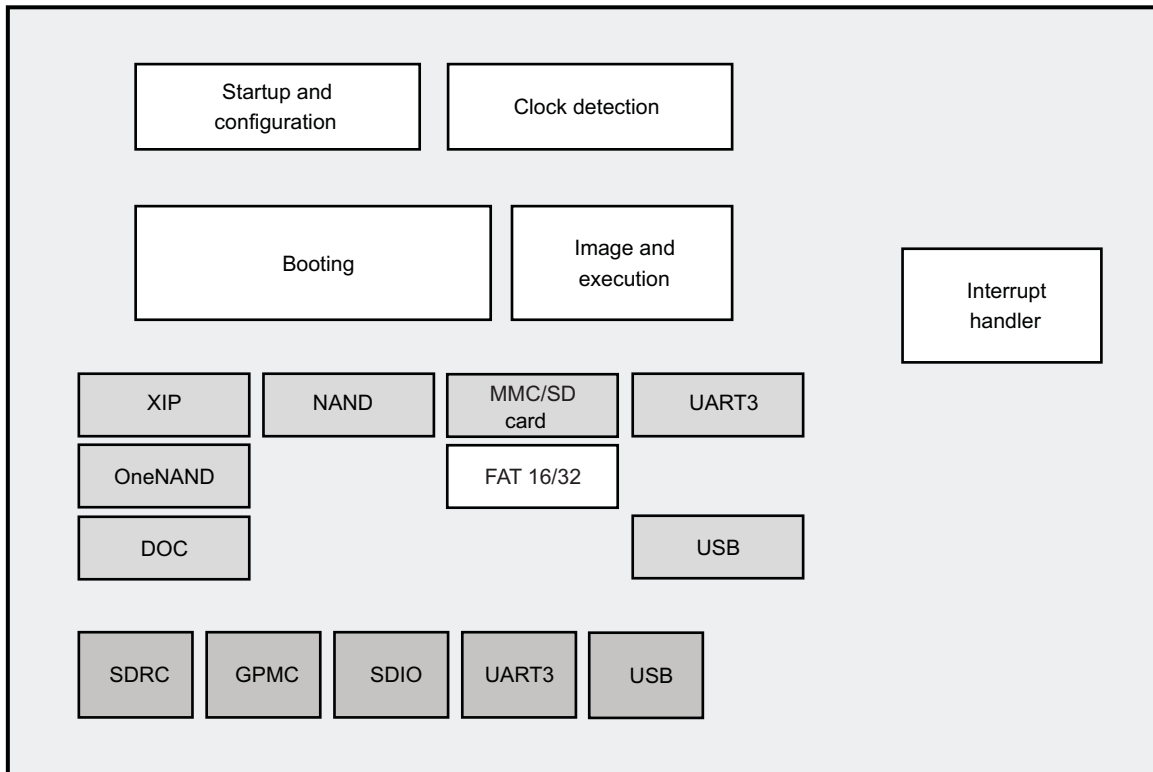 Startup and
configuration
Clock detection
Booting
Image and
execution
Interrupt
handler
XIP
NAND
MMC/SD
card
UART3
OneNAND
FAT 16/32
DOC
USB
SDRC
GPMC
SDIO
UART3
USB